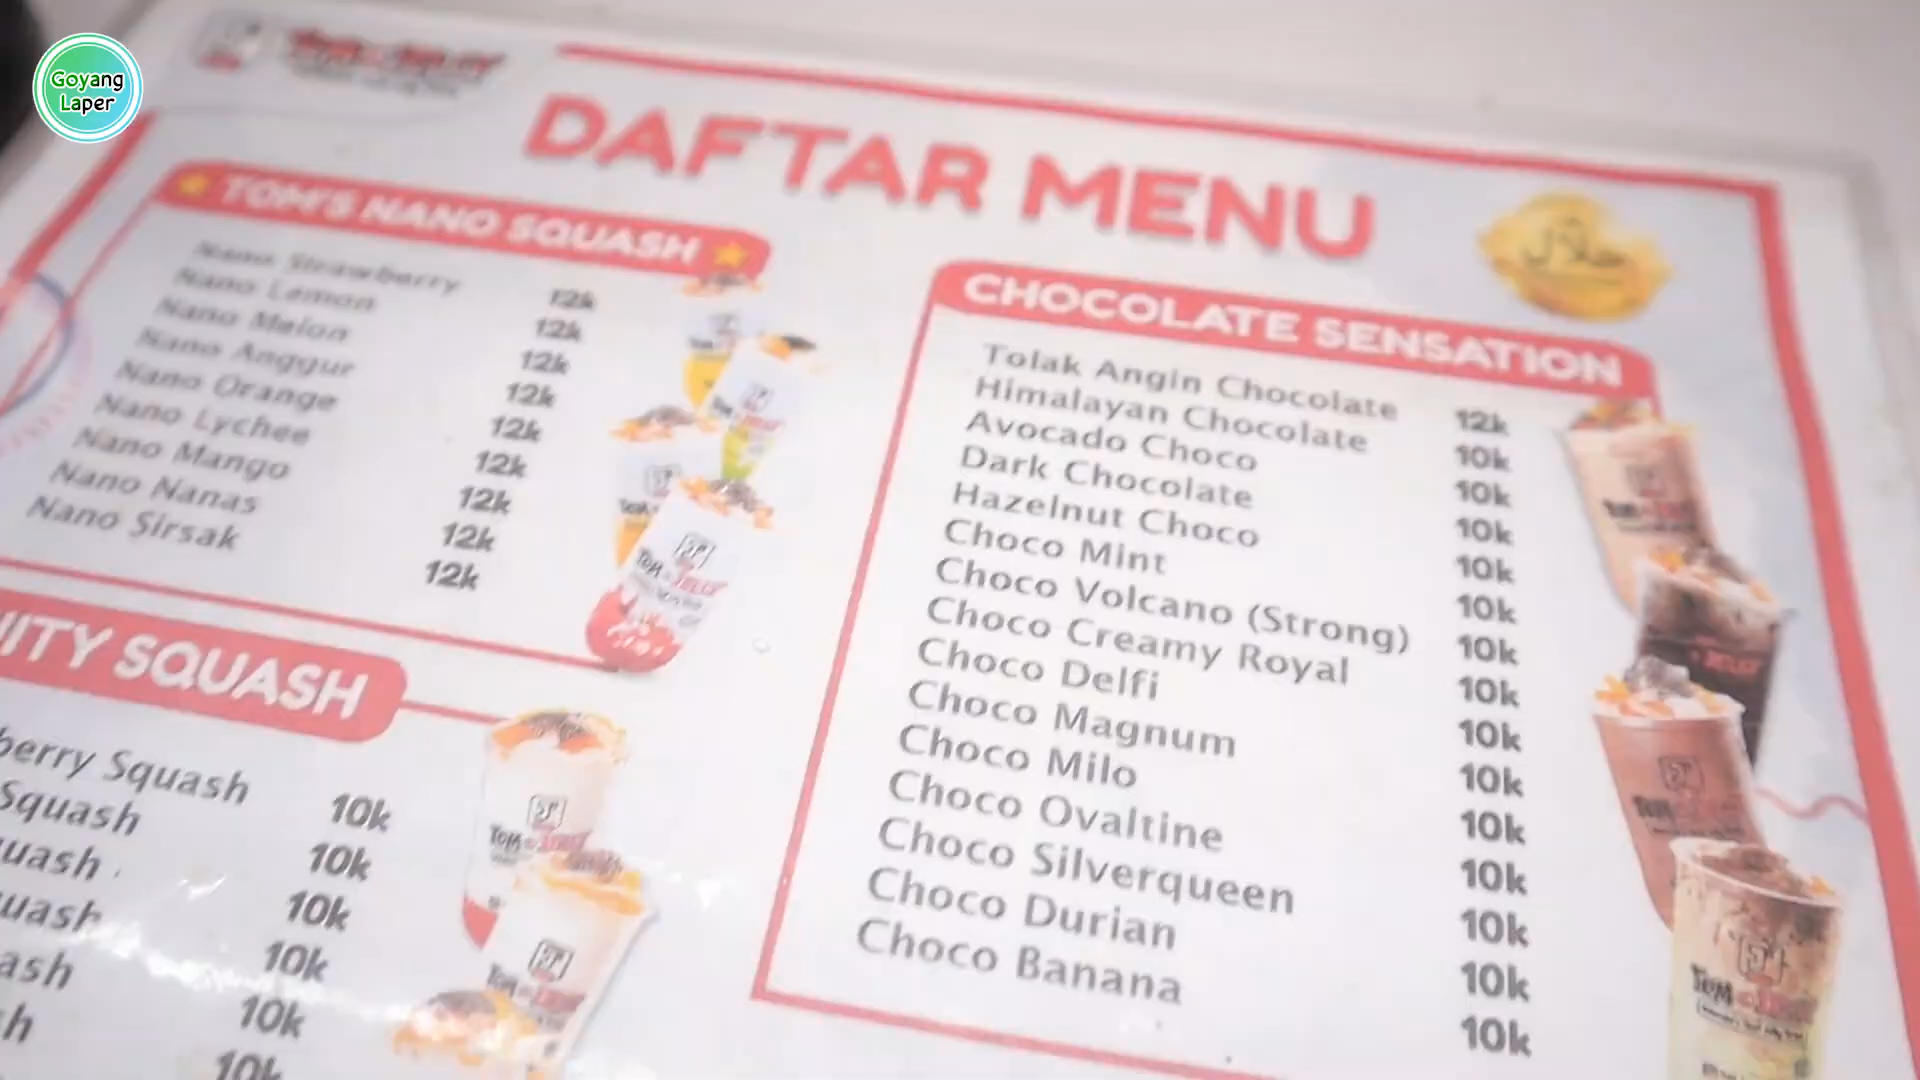 Goyang
Laper
DAFTAR MENU
حلال
TOM'S NANO SQUASH
Nano Strawberry 12k
Nano Lemon 12k
Nano Melon 12k
Nano Anggur 12k
Nano Orange 12k
Nano Lychee 12k
Nano Mango 12k
Nano Nanas 12k
Nano Sirsak 12k
ITY SQUASH
berry Squash 10k
Squash 10k
uash 10k
uash 10k
ash 10k
h 10k
CHOCOLATE SENSATION
Tolak Angin Chocolate 12k
Himalayan Chocolate 10k
Avocado Choco 10k
Dark Chocolate 10k
Hazelnut Choco 10k
Choco Mint 10k
Choco Volcano (Strong) 10k
Choco Creamy Royal 10k
Choco Delfi 10k
Choco Magnum 10k
Choco Milo 10k
Choco Ovaltine 10k
Choco Silverqueen 10k
Choco Durian 10k
Choco Banana 10k